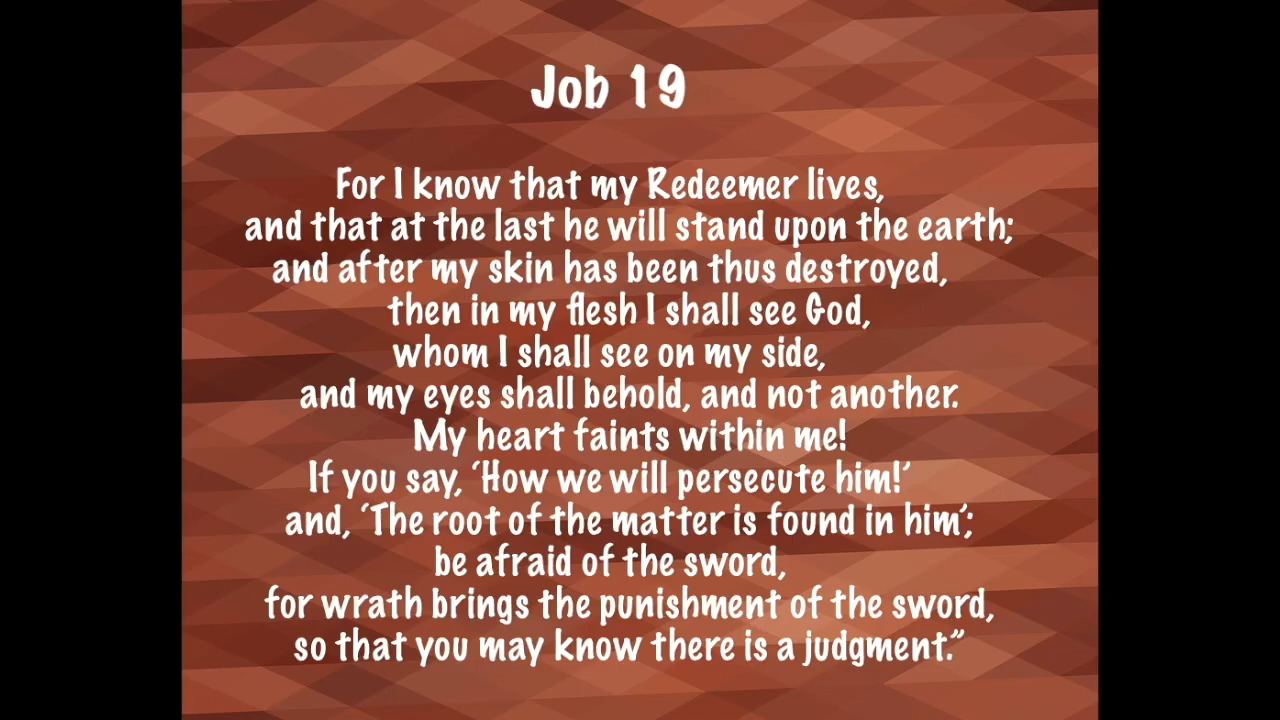 Job 19
For I know that my Redeemer lives,
and that at the last he will stand upon the earth;
and after my skin has been thus destroyed,
then in my flesh I shall see God,
whom I shall see on my side,
and my eyes shall behold, and not another.
My heart faints within me!
If you say, ‘How we will persecute him!’
and, ‘The root of the matter is found in him’;
be afraid of the sword,
for wrath brings the punishment of the sword,
so that you may know there is a judgment.”